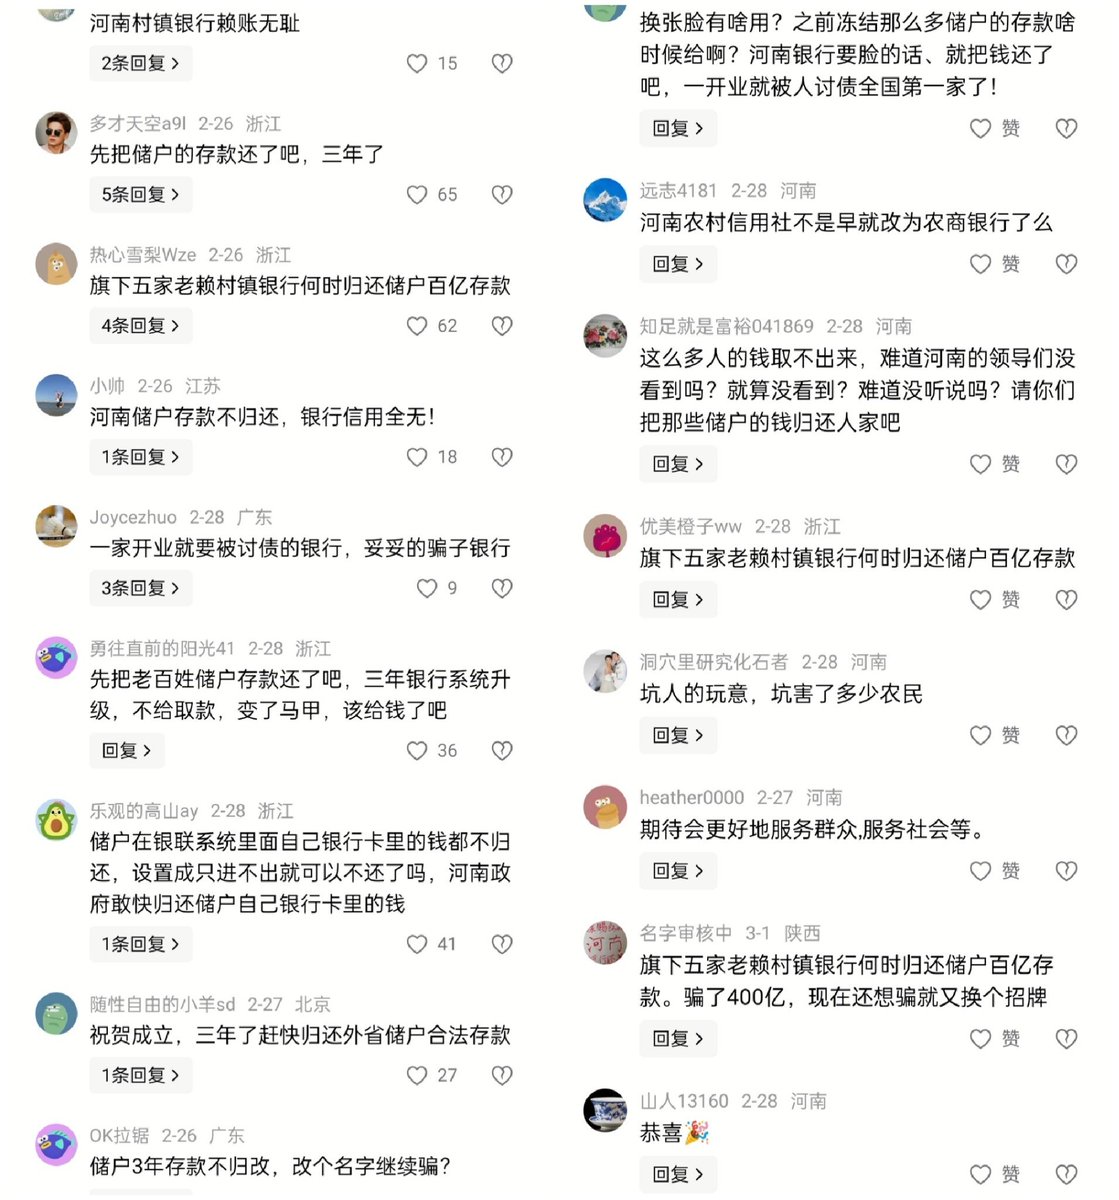 河南村镇银行赖账无耻
2条回复 >
15
多才天空a9l 2-26 浙江
先把储户的存款还了吧，三年了
5条回复 >
65
热心雪梨Wze 2-26 浙江
旗下五家老赖村镇银行何时归还储户百亿存款
4条回复 >
62
小帅 2-26 江苏
河南储户存款不归还，银行信用全无！
1条回复 >
18
Joycezhuo 2-28 广东
一家开业就要被讨债的银行，妥妥的骗子银行
3条回复 >
9
勇往直前的阳光41 2-28 浙江
先把老百姓储户存款还了吧，三年银行系统升
级，不给取款，变了马甲，该给钱了吧
回复 >
36
乐观的高山ay 2-28 浙江
储户在银联系统里面自己银行卡里的钱都不归
还，设置成只进不出就可以不还了吗，河南政
府敢快归还储户自己银行卡里的钱
1条回复 >
41
随性自由的小羊sd 2-27 北京
祝贺成立，三年了赶快归还外省储户合法存款
1条回复 >
27
OK拉锯 2-26 广东
储户3年存款不归改，改个名字继续骗？
换张脸有啥用？之前冻结那么多储户的存款啥
时候给啊？河南银行要脸的话、就把钱还了
吧，一开业就被人讨债全国第一家了！
回复 >
赞
远志4181 2-28 河南
河南农村信用社不是早就改为农商银行了么
回复 >
赞
知足就是富裕041869 2-28 河南
这么多人的钱取不出来，难道河南的领导们没
看到吗？就算没看到？难道没听说吗？请你们
把那些储户的钱归还人家吧
回复 >
赞
优美橙子ww 2-28 浙江
旗下五家老赖村镇银行何时归还储户百亿存款
回复 >
赞
洞穴里研究化石者 2-28 河南
坑人的玩意，坑害了多少农民
回复 >
赞
heather0000 2-27 河南
期待会更好地服务群众,服务社会等。
回复 >
赞
名字审核中 3-1 陕西
旗下五家老赖村镇银行何时归还储户百亿存
款。骗了400亿，现在还想骗就又换个招牌
回复 >
赞
山人13160 2-28 河南
恭喜🎉
回复 >
赞